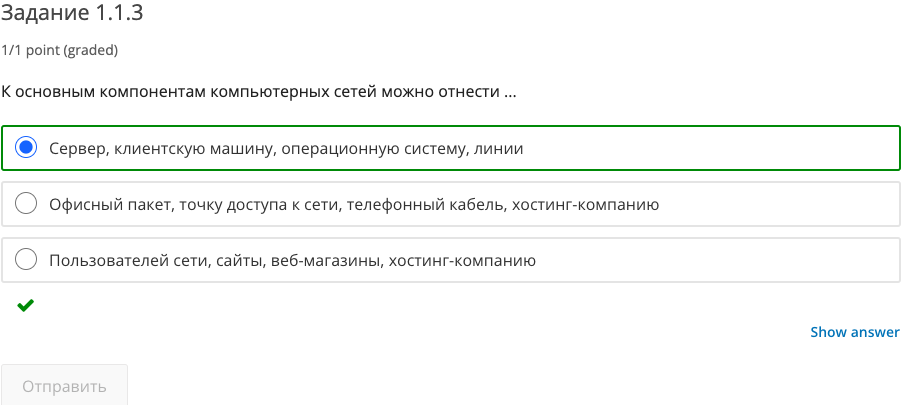 Задание 1.1.3
1/1 point (graded)
К основным компонентам компьютерных сетей можно отнести ...
Сервер, клиентскую машину, операционную систему, линии
Офисный пакет, точку доступа к сети, телефонный кабель, хостинг-компанию
Пользователей сети, сайты, веб-магазины, хостинг-компанию
Show answer
Отправить